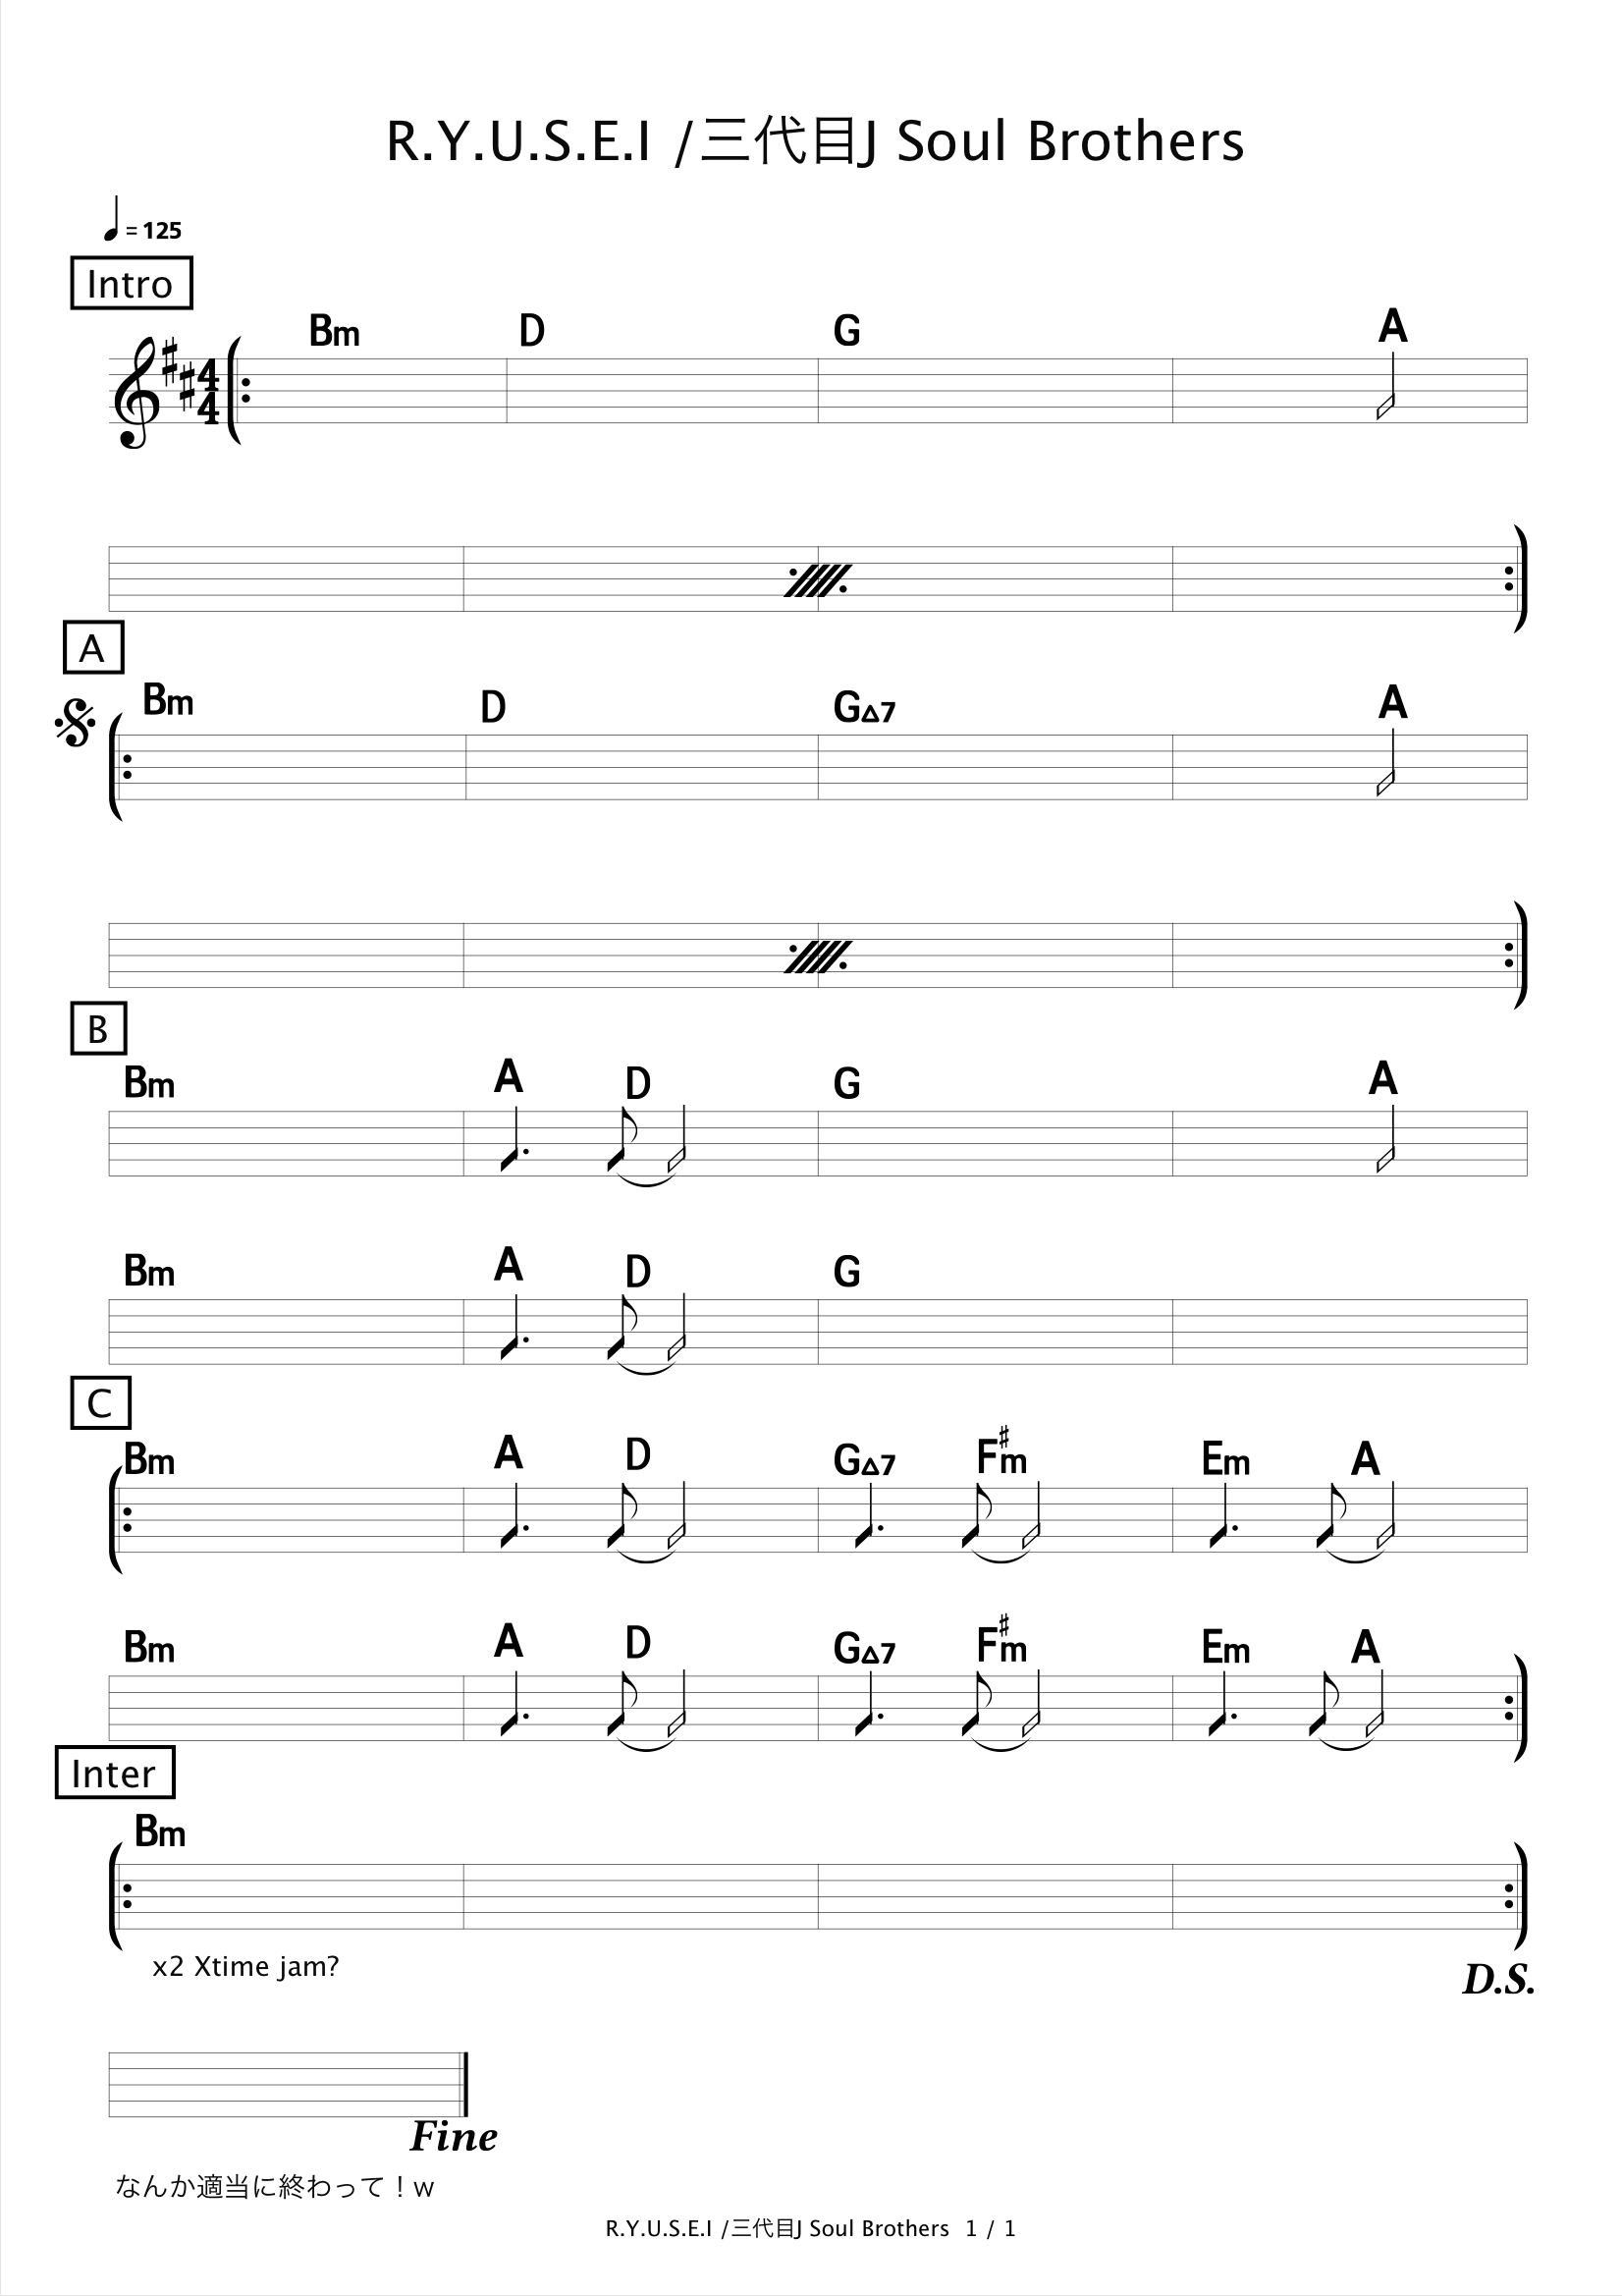 R.Y.U.S.E.I /三代目J Soul Brothers
= 125
Intro
4
4
Bm D G A
A
Bm D G△7 A
B
Bm A D G A
Bm A D G
C
Bm A D G△7 F♯m Em A
Bm A D G△7 F♯m Em A
Inter
Bm
x2 Xtime jam?
D.S.
Fine
なんか適当に終わって！w
R.Y.U.S.E.I /三代目J Soul Brothers 1 / 1